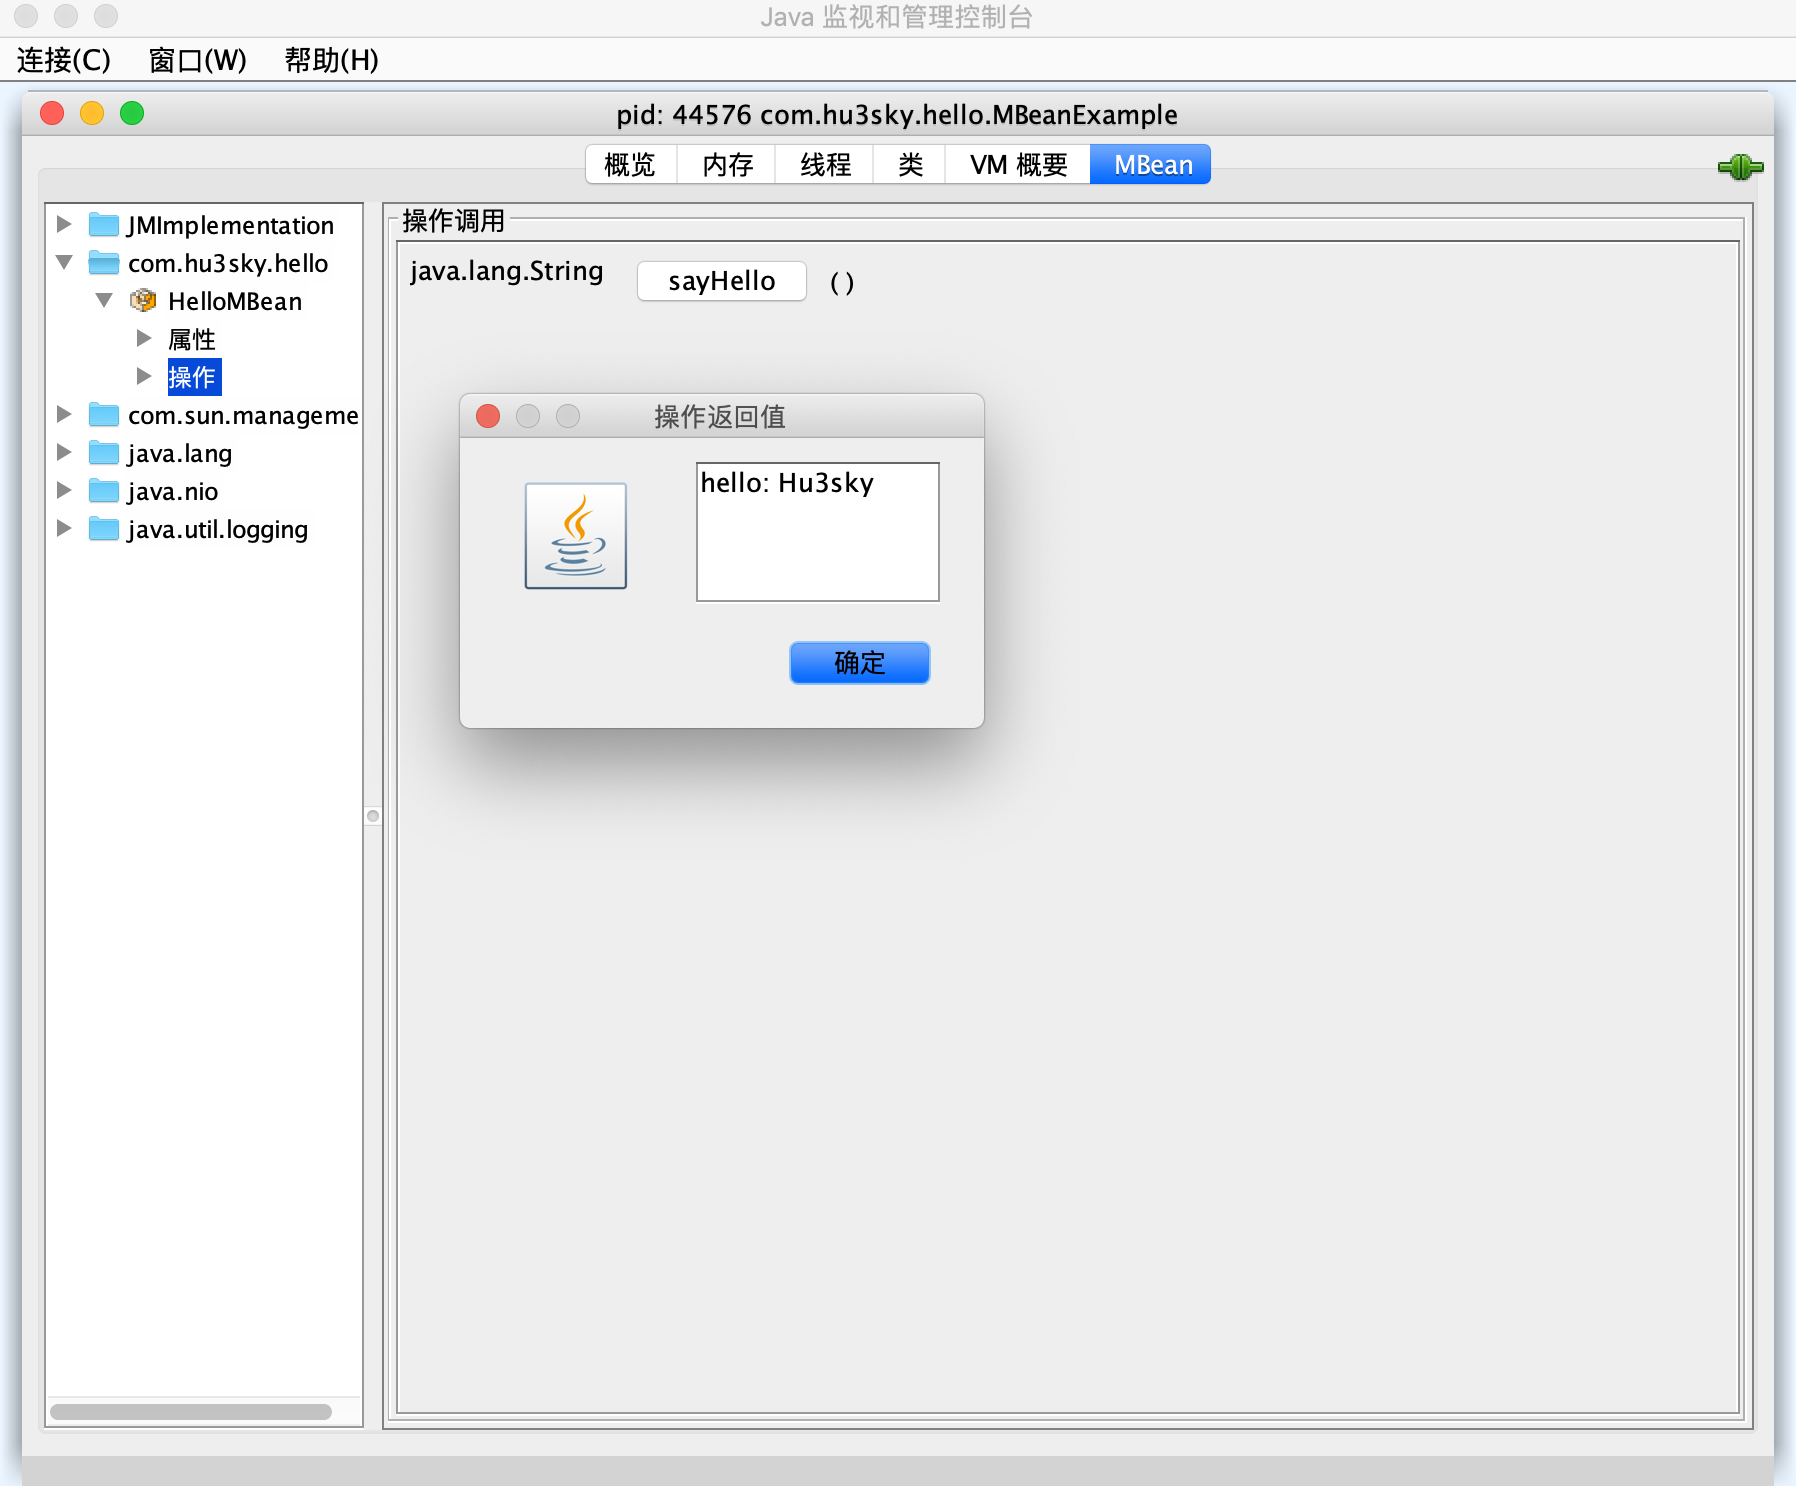 Java 监视和管理控制台
连接(C) 窗口(W) 帮助(H)
pid: 44576 com.hu3sky.hello.MBeanExample
概览 内存 线程 类 VM 概要 MBean
JMImplementation
com.hu3sky.hello
HelloMBean
属性
操作
com.sun.manageme
java.lang
java.nio
java.util.logging
操作调用
java.lang.String sayHello ( )
操作返回值
hello: Hu3sky
确定